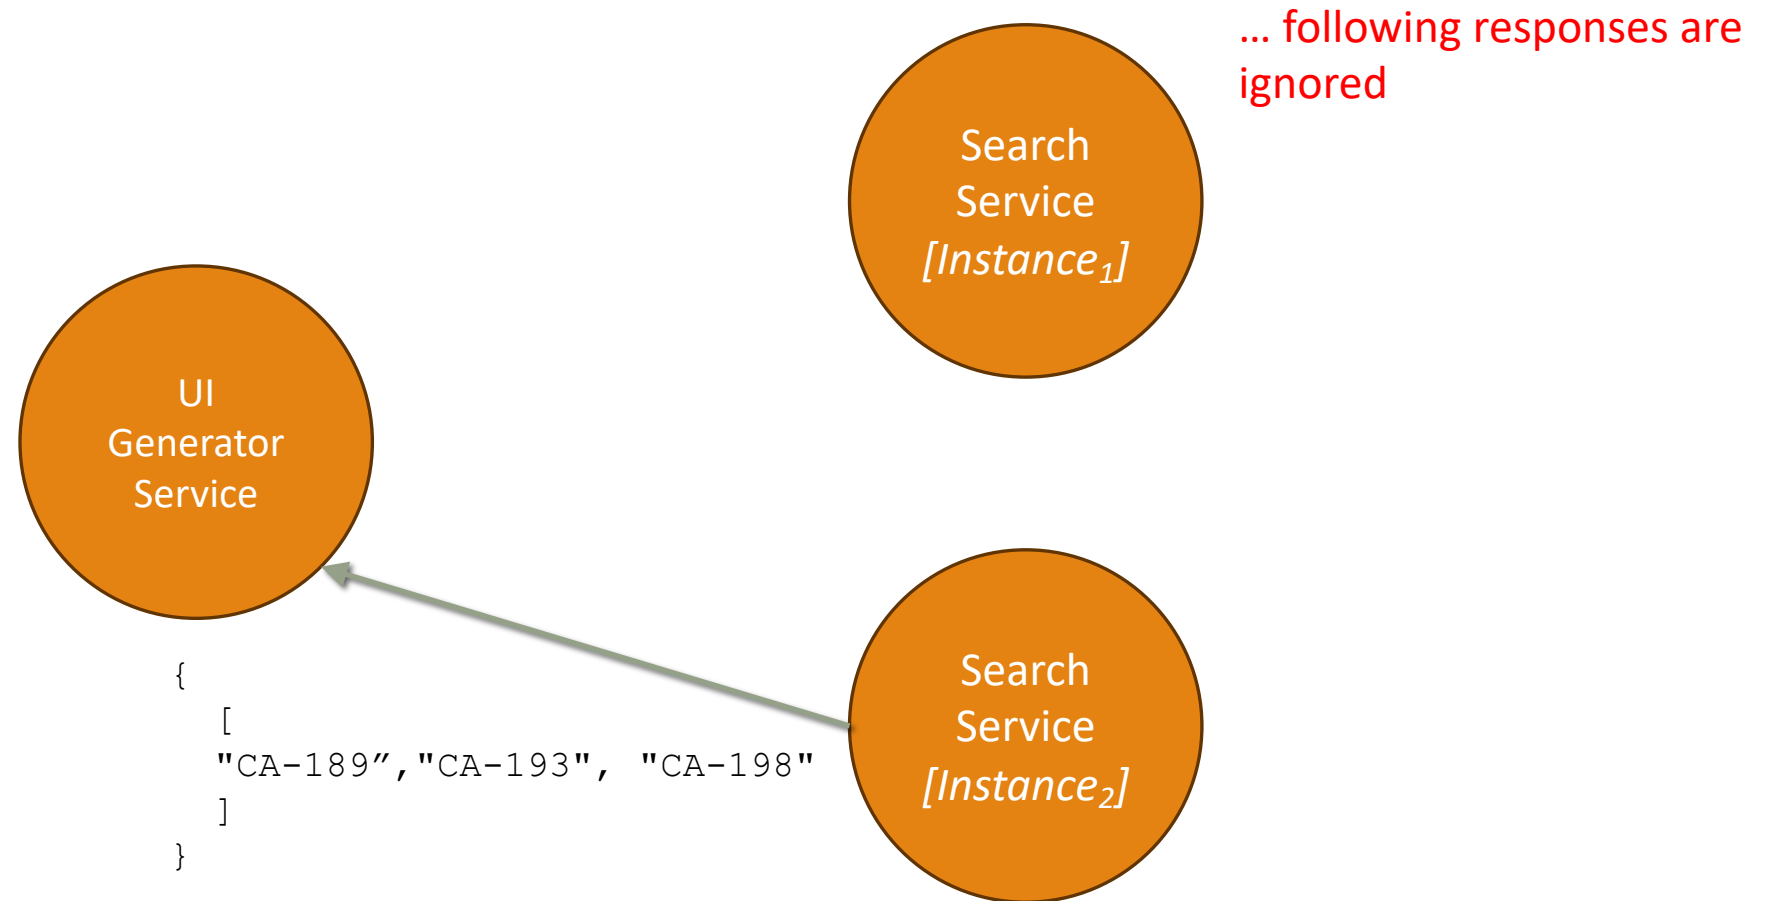 … following responses are
ignored
Search
Service
[Instance₁]
UI
Generator
Service
{
[
"CA-189”,"CA-193", "CA-198"
]
}
Search
Service
[Instance₂]